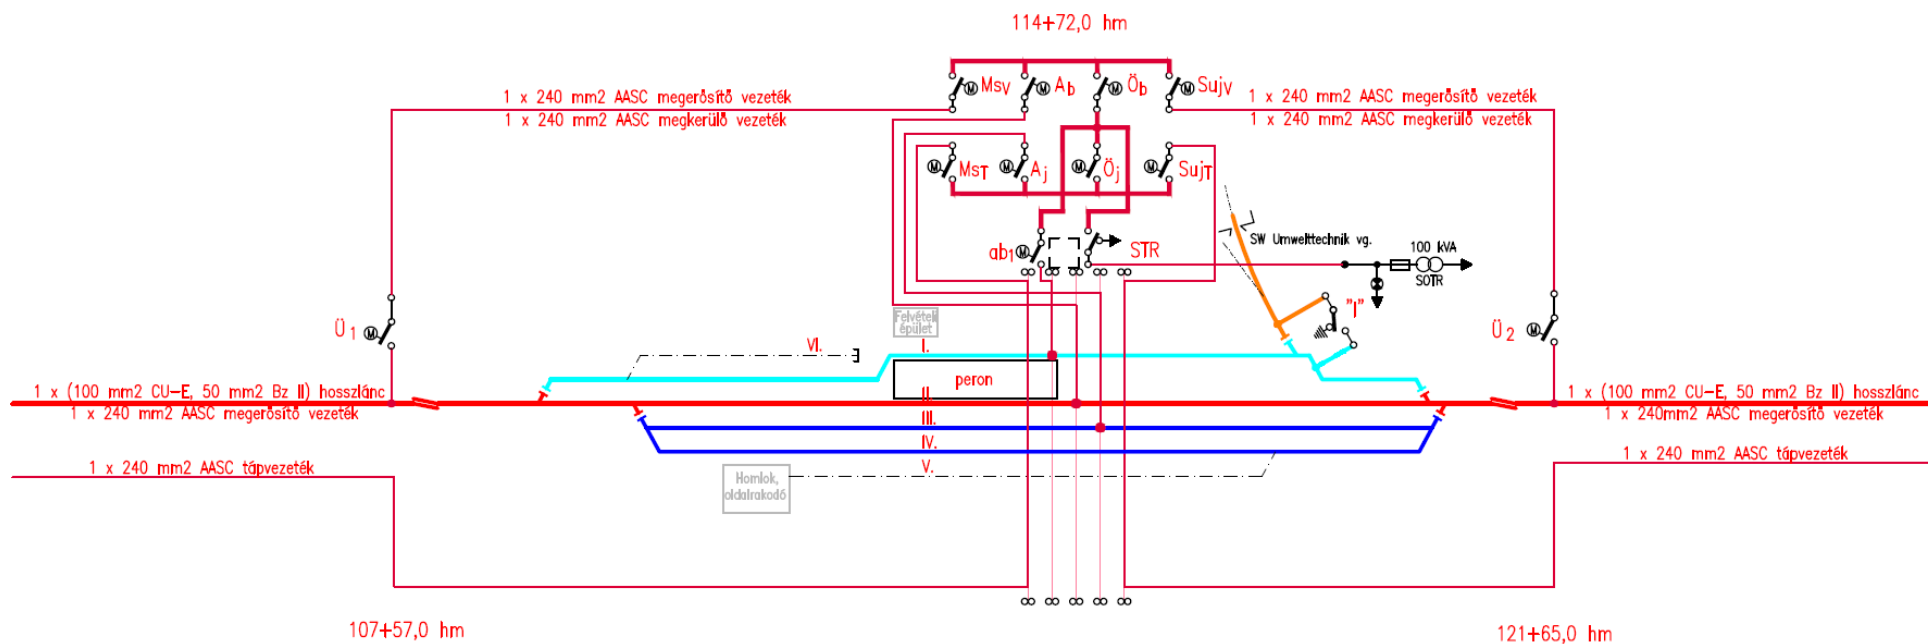 114+72,0 hm
Msv
Ab
Öb
Sujv
1 x 240 mm2 AASC megerősítő vezeték
1 x 240 mm2 AASC megkerülő vezeték
1 x 240 mm2 AASC megerősítő vezeték
1 x 240 mm2 AASC megkerülő vezeték
M
M
M
M
M
MsT
M
Aj
M
Öj
M
SujT
ab1
M
STR
SW Umwelttechnik vg.
100 kVA
SOTR
"I"
Ü1
M
Ü2
M
Felvételi
épület
VI.
I.
peron
1 x (100 mm2 CU-E, 50 mm2 Bz II) hosszlánc
1 x 240 mm2 AASC megerősítő vezeték
II.
1 x (100 mm2 CU-E, 50 mm2 Bz II) hosszlánc
1 x 240mm2 AASC megerősítő vezeték
III.
IV.
V.
1 x 240 mm2 AASC tápvezeték
1 x 240 mm2 AASC tápvezeték
Homlok,
oldalrakodó
107+57,0 hm
121+65,0 hm